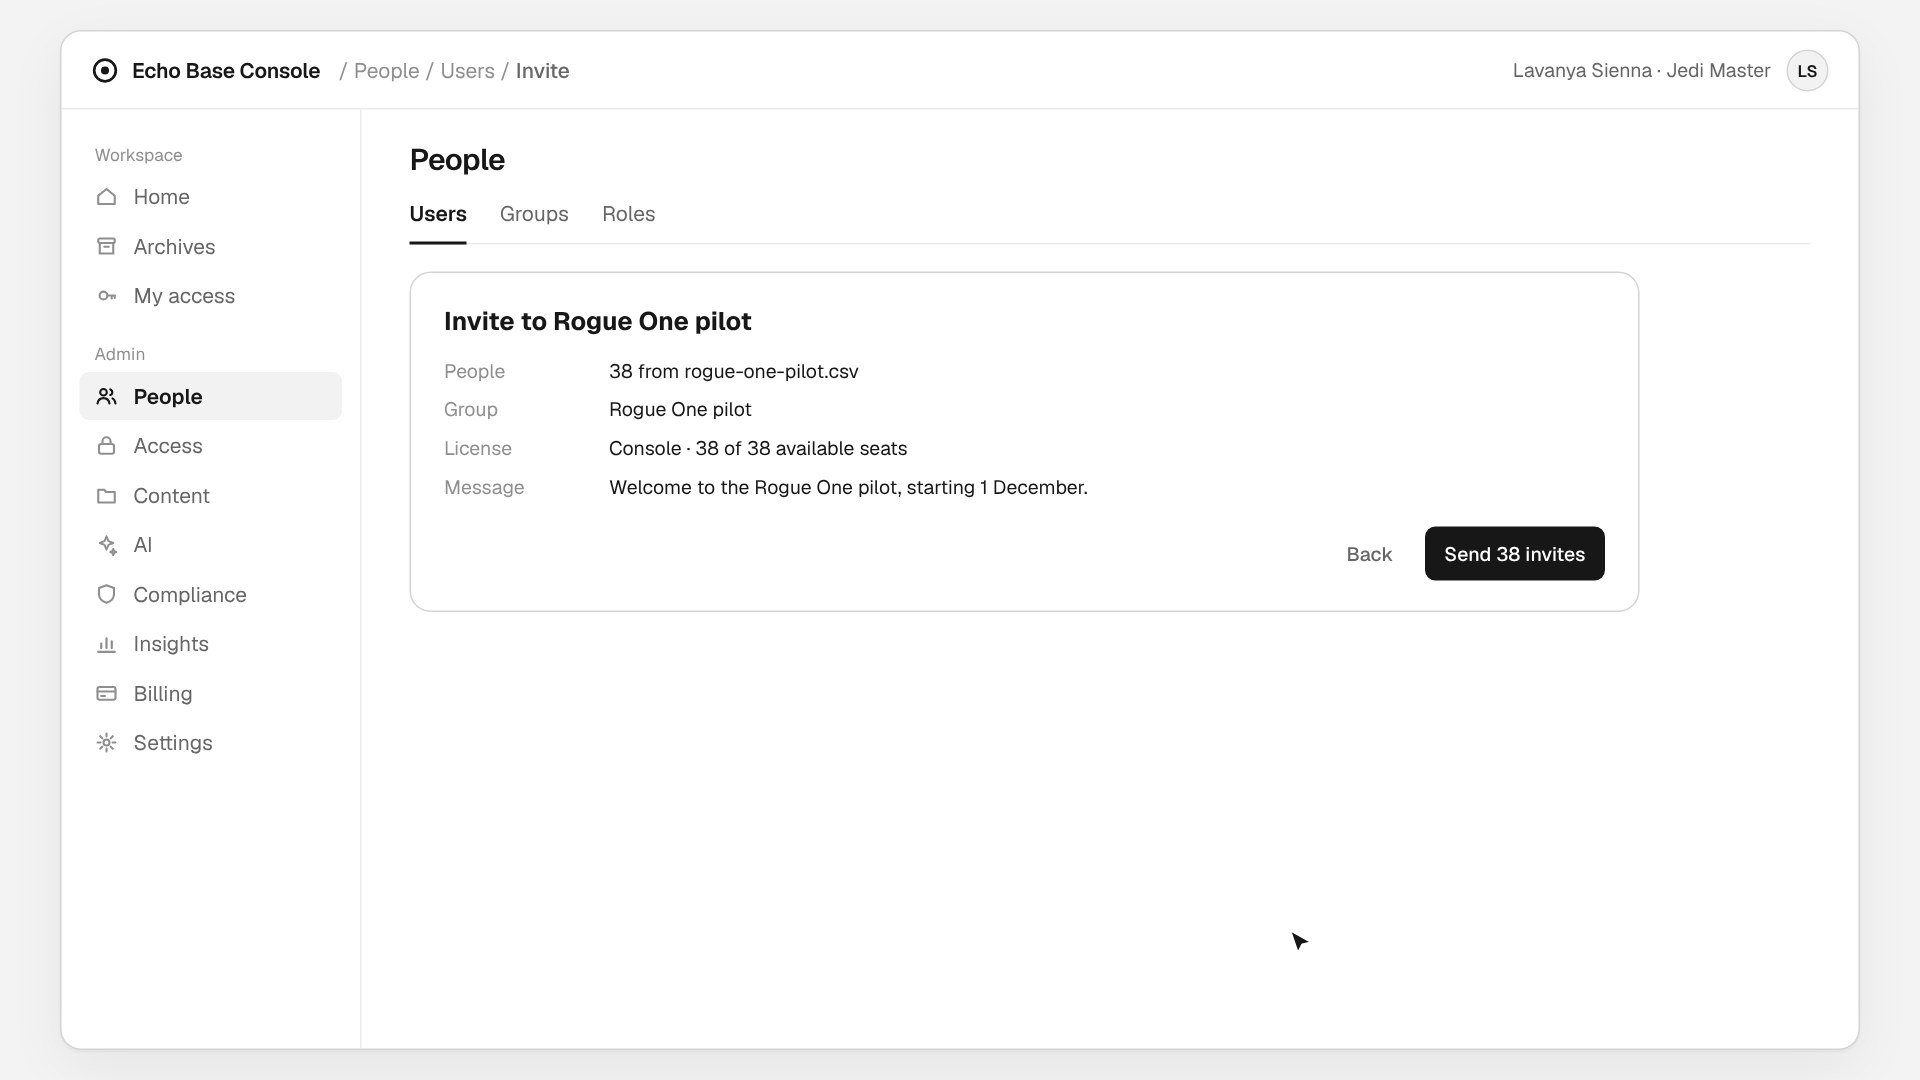 Echo Base Console / People / Users / Invite
Lavanya Sienna · Jedi Master LS
Workspace
Home
Archives
My access
Admin
People
Access
Content
AI
Compliance
Insights
Billing
Settings
People
Users Groups Roles
Invite to Rogue One pilot
People 38 from rogue-one-pilot.csv
Group Rogue One pilot
License Console · 38 of 38 available seats
Message Welcome to the Rogue One pilot, starting 1 December.
Back Send 38 invites